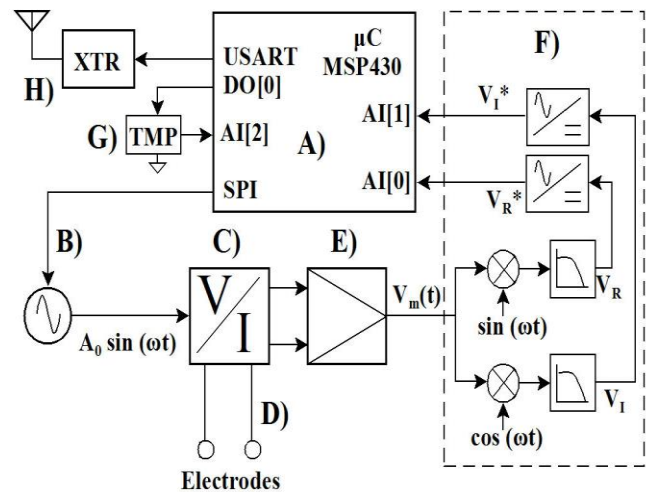 F)
µC
MSP430
XTR
USART
DO[0]
H)
G)
TMP
AI[2]
A)
AI[1]
V_I*
AI[0]
V_R*
SPI
B)
C)
E)
V
I
V_m(t)
V_R
sin (ωt)
A_0 sin (ωt)
D)
V_I
cos (ωt)
Electrodes